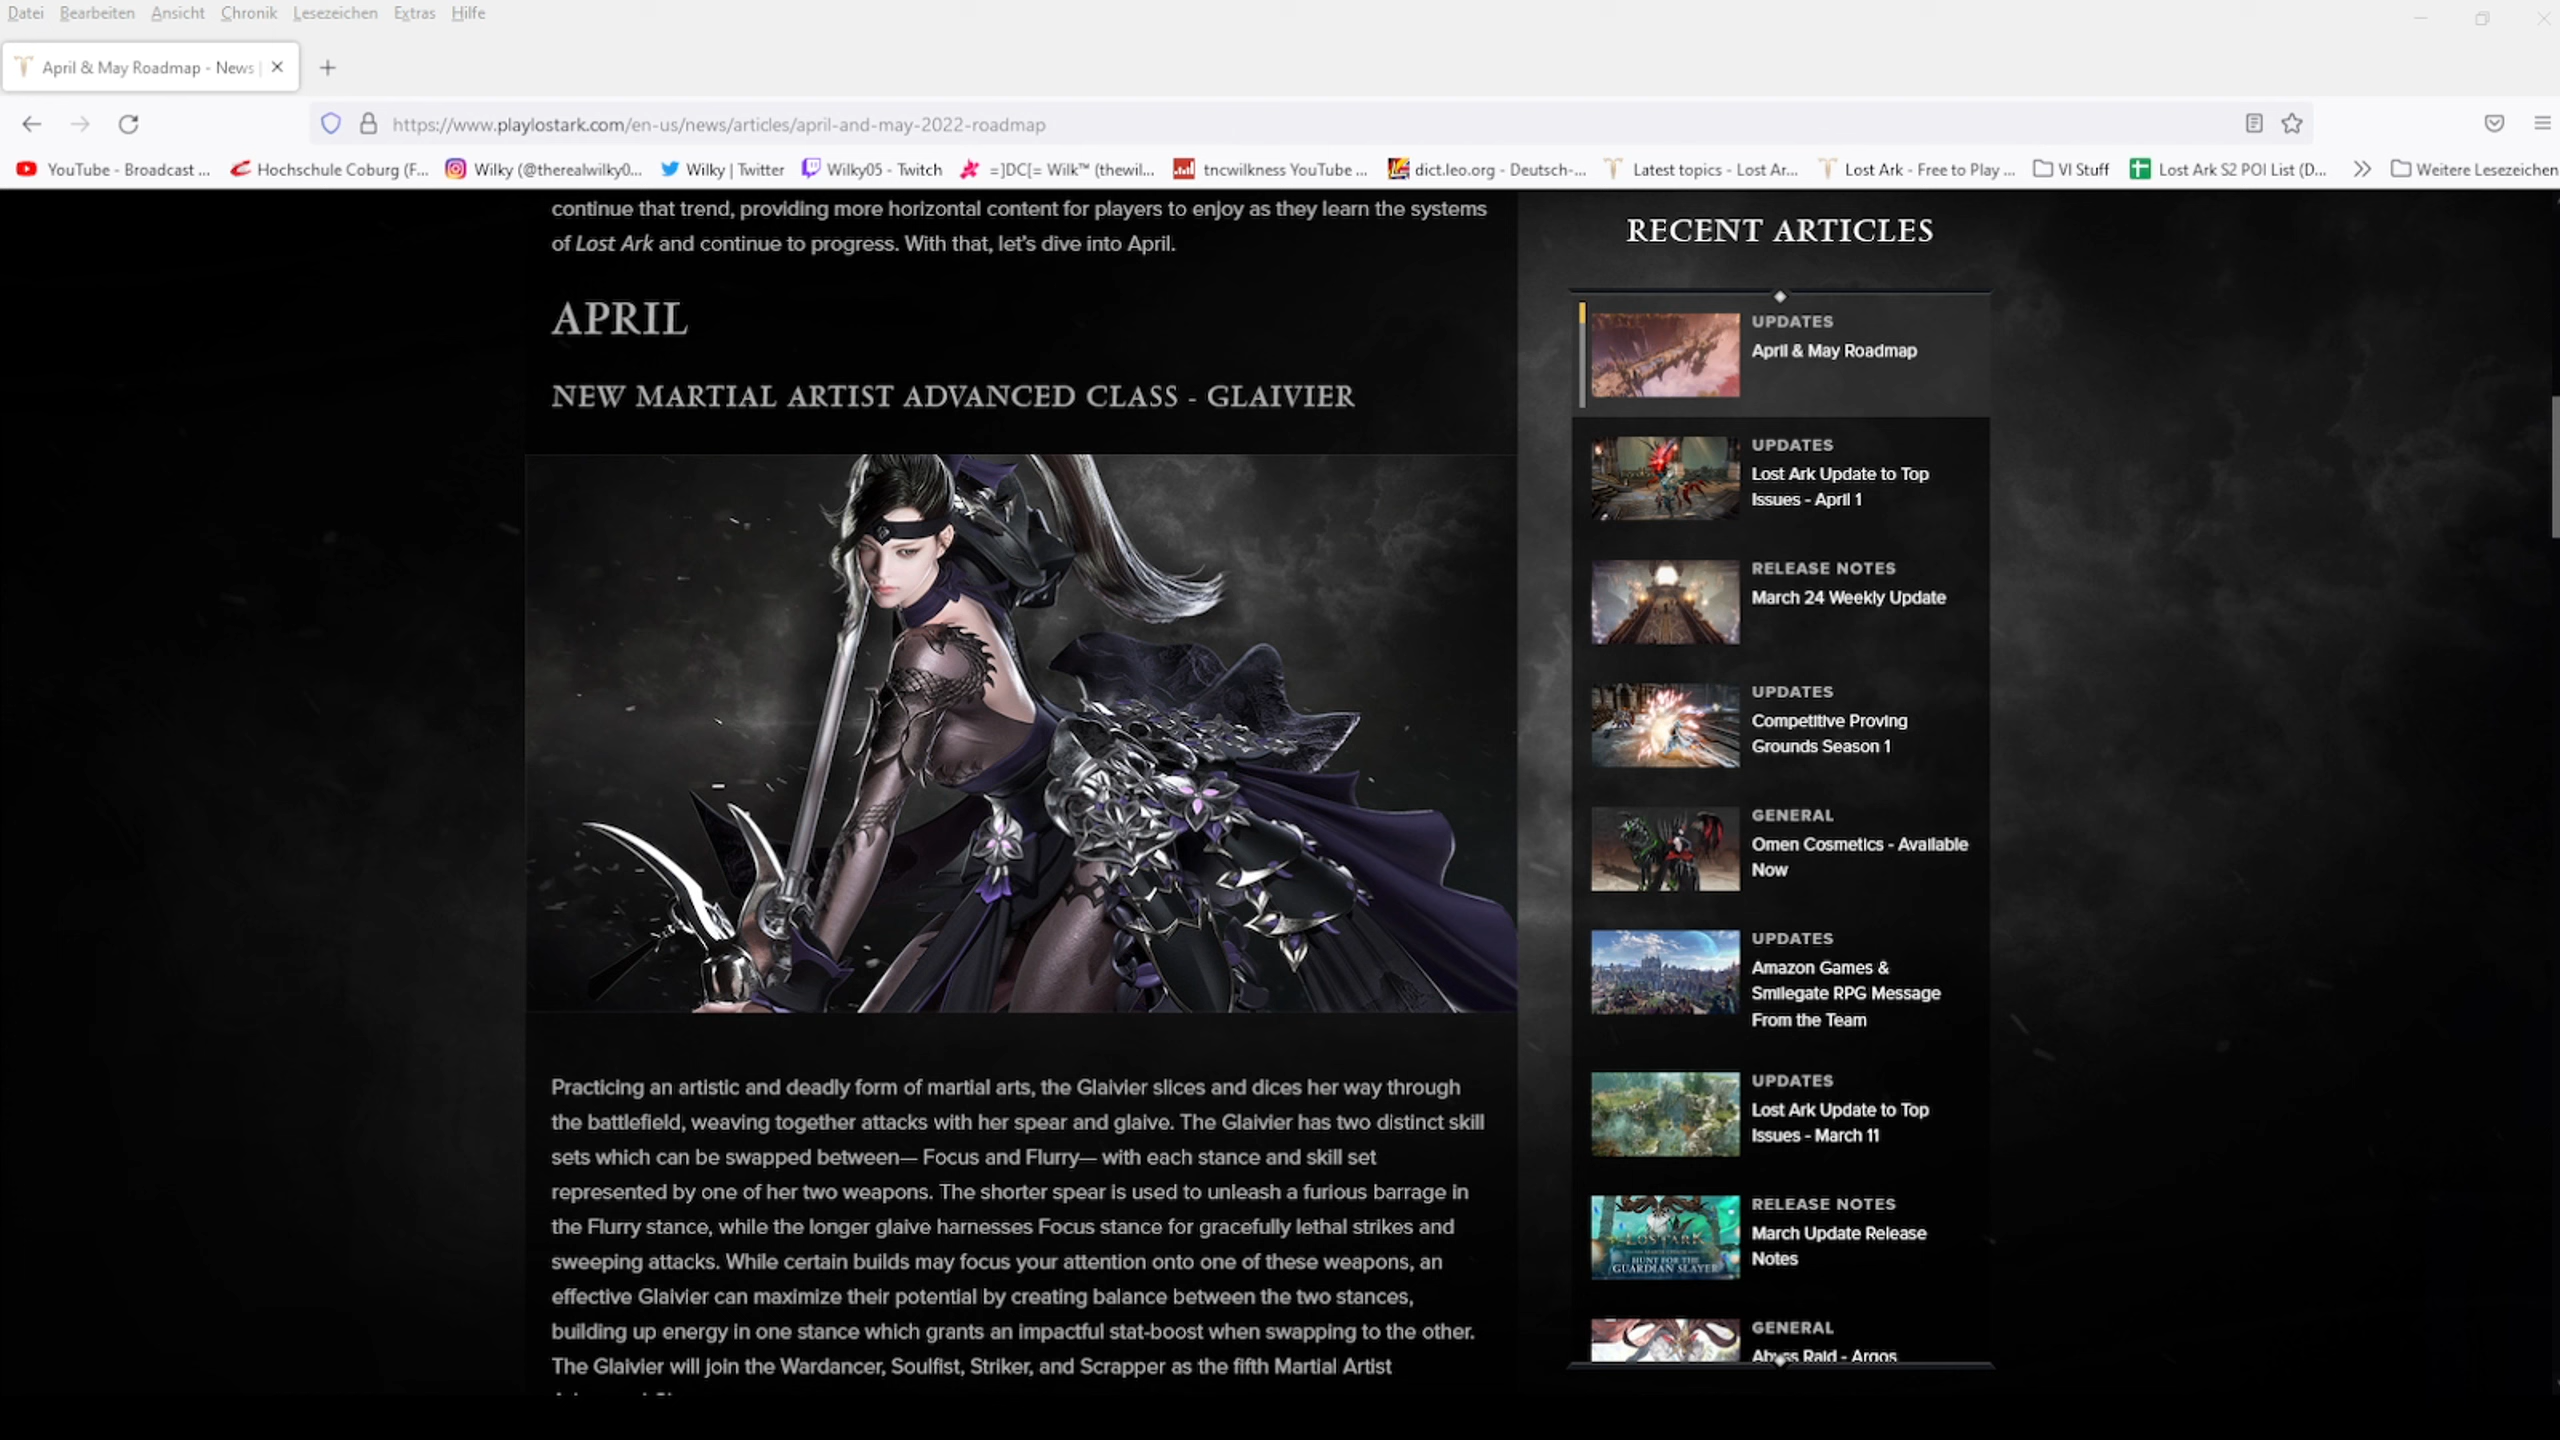 Datei Bearbeiten Ansicht Chronik Lesezeichen Extras Hilfe
April & May Roadmap - News |
https://www.playlostark.com/en-us/news/articles/april-and-may-2022-roadmap
YouTube - Broadcast ... Hochschule Coburg (F... Wilky (@therealwilky0... Wilky | Twitter Wilky05 - Twitch =]DC[= Wilk™ (thewil... tncwilkness YouTube ... dict.leo.org - Deutsch-... Latest topics - Lost Ar... Lost Ark - Free to Play ... VI Stuff Lost Ark S2 POI List (D... Weitere Lesezeichen
continue that trend, providing more horizontal content for players to enjoy as they learn the systems
of Lost Ark and continue to progress. With that, let's dive into April.
APRIL
NEW MARTIAL ARTIST ADVANCED CLASS - GLAIVIER
Practicing an artistic and deadly form of martial arts, the Glaivier slices and dices her way through
the battlefield, weaving together attacks with her spear and glaive. The Glaivier has two distinct skill
sets which can be swapped between— Focus and Flurry— with each stance and skill set
represented by one of her two weapons. The shorter spear is used to unleash a furious barrage in
the Flurry stance, while the longer glaive harnesses Focus stance for gracefully lethal strikes and
sweeping attacks. While certain builds may focus your attention onto one of these weapons, an
effective Glaivier can maximize their potential by creating balance between the two stances,
building up energy in one stance which grants an impactful stat-boost when swapping to the other.
The Glaivier will join the Wardancer, Soulfist, Striker, and Scrapper as the fifth Martial Artist
RECENT ARTICLES
UPDATES
April & May Roadmap
UPDATES
Lost Ark Update to Top
Issues - April 1
RELEASE NOTES
March 24 Weekly Update
UPDATES
Competitive Proving
Grounds Season 1
GENERAL
Omen Cosmetics - Available
Now
UPDATES
Amazon Games &
Smilegate RPG Message
From the Team
UPDATES
Lost Ark Update to Top
Issues - March 11
LOST ARK
HUNT FOR THE
GUARDIAN SLAYER
RELEASE NOTES
March Update Release
Notes
GENERAL
Abyss Raid - Argos